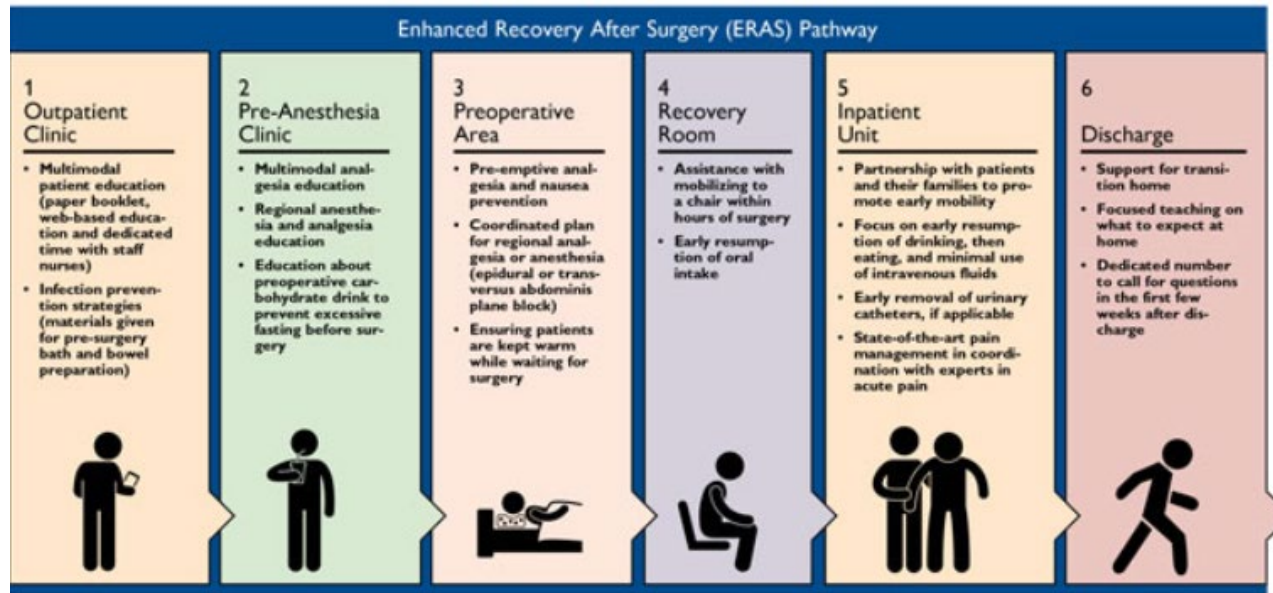 Enhanced Recovery After Surgery (ERAS) Pathway
1
Outpatient
Clinic
• Multimodal
patient education
(paper booklet,
web-based educa-
tion and dedicated
time with staff
nurses)
• Infection preven-
tion strategies
(materials given
for pre-surgery
bath and bowel
preparation)
2
Pre-Anesthesia
Clinic
• Multimodal anal-
gesia education
• Regional anesthe-
sia and analgesia
education
• Education about
preoperative car-
bohydrate drink to
prevent excessive
fasting before sur-
gery
3
Preoperative
Area
• Pre-emptive anal-
gesia and nausea
prevention
• Coordinated plan
for regional anal-
gesia or anesthesia
(epidural or trans-
versus abdominis
plane block)
• Ensuring patients
are kept warm
while waiting for
surgery
4
Recovery
Room
• Assistance with
mobilizing to
a chair within
hours of surgery
• Early resump-
tion of oral
intake
5
Inpatient
Unit
• Partnership with patients
and their families to pro-
mote early mobility
• Focus on early resump-
tion of drinking, then
eating, and minimal use
of intravenous fluids
• Early removal of urinary
catheters, if applicable
• State-of-the-art pain
management in coordi-
nation with experts in
acute pain
6
Discharge
• Support for transi-
tion home
• Focused teaching on
what to expect at
home
• Dedicated number
to call for questions
in the first few
weeks after dis-
charge